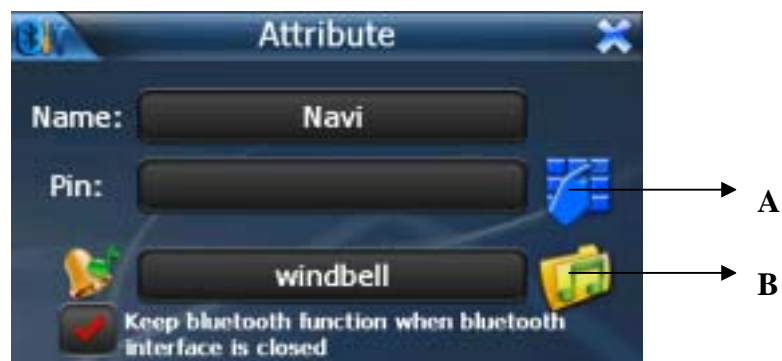 Attribute
Name: Navi
Pin:
A
windbell
B
Keep bluetooth function when bluetooth
interface is closed